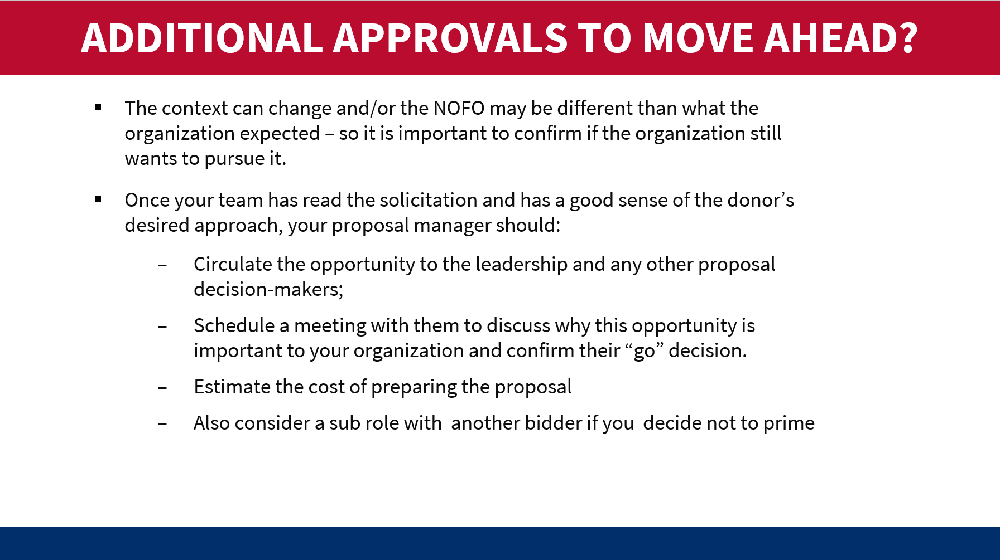 ADDITIONAL APPROVALS TO MOVE AHEAD?
▪ The context can change and/or the NOFO may be different than what the
organization expected – so it is important to confirm if the organization still
wants to pursue it.
▪ Once your team has read the solicitation and has a good sense of the donor’s
desired approach, your proposal manager should:
– Circulate the opportunity to the leadership and any other proposal
decision-makers;
– Schedule a meeting with them to discuss why this opportunity is
important to your organization and confirm their “go” decision.
– Estimate the cost of preparing the proposal
– Also consider a sub role with  another bidder if you  decide not to prime